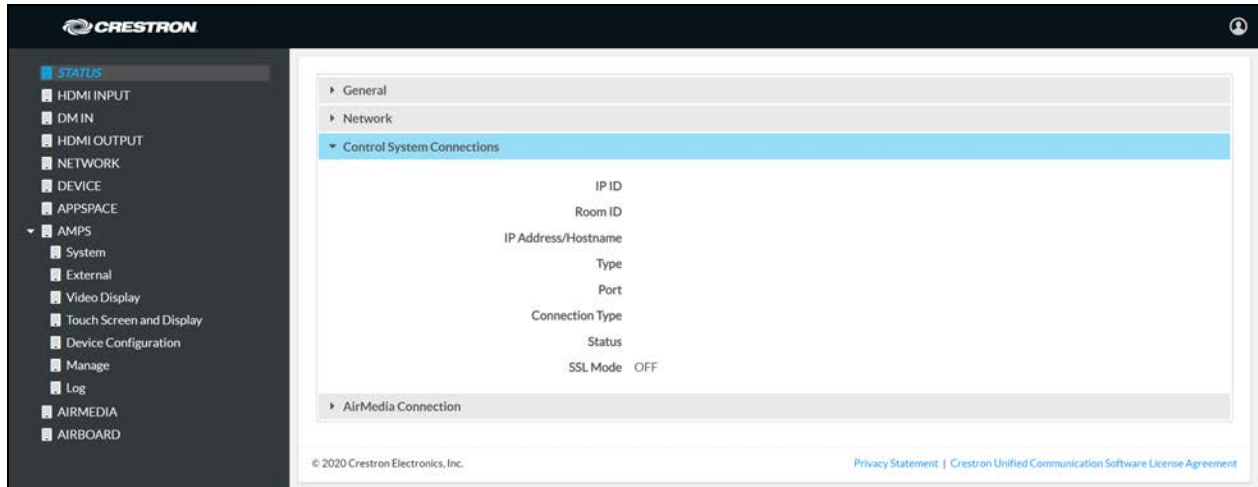 CRESTRON
STATUS
HDMI INPUT
DM IN
HDMI OUTPUT
NETWORK
DEVICE
APPSPACE
AMPS
System
External
Video Display
Touch Screen and Display
Device Configuration
Manage
Log
AIRMEDIA
AIRBOARD
General
Network
Control System Connections
IP ID
Room ID
IP Address/Hostname
Type
Port
Connection Type
Status
SSL Mode OFF
AirMedia Connection
© 2020 Crestron Electronics, Inc.
Privacy Statement | Crestron Unified Communication Software License Agreement